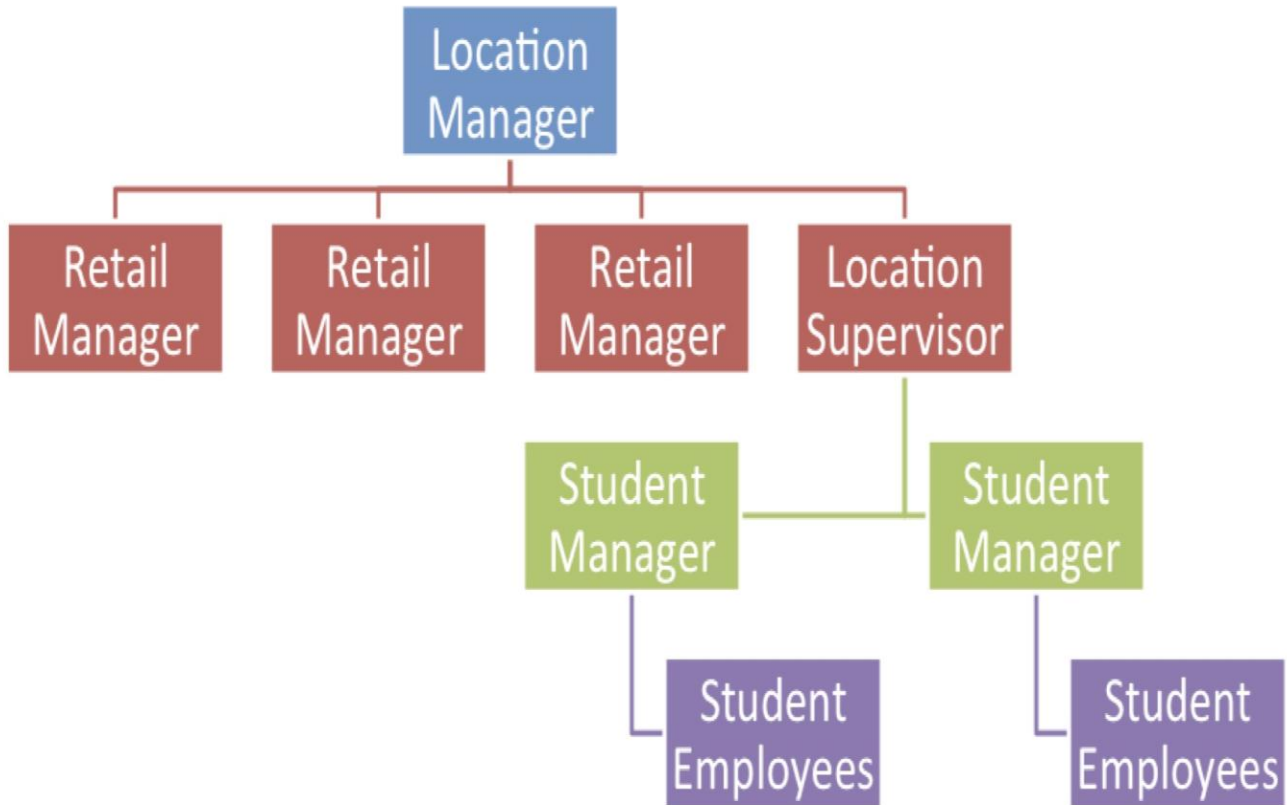 Location
Manager
Retail
Manager
Retail
Manager
Retail
Manager
Location
Supervisor
Student
Manager
Student
Manager
Student
Employees
Student
Employees